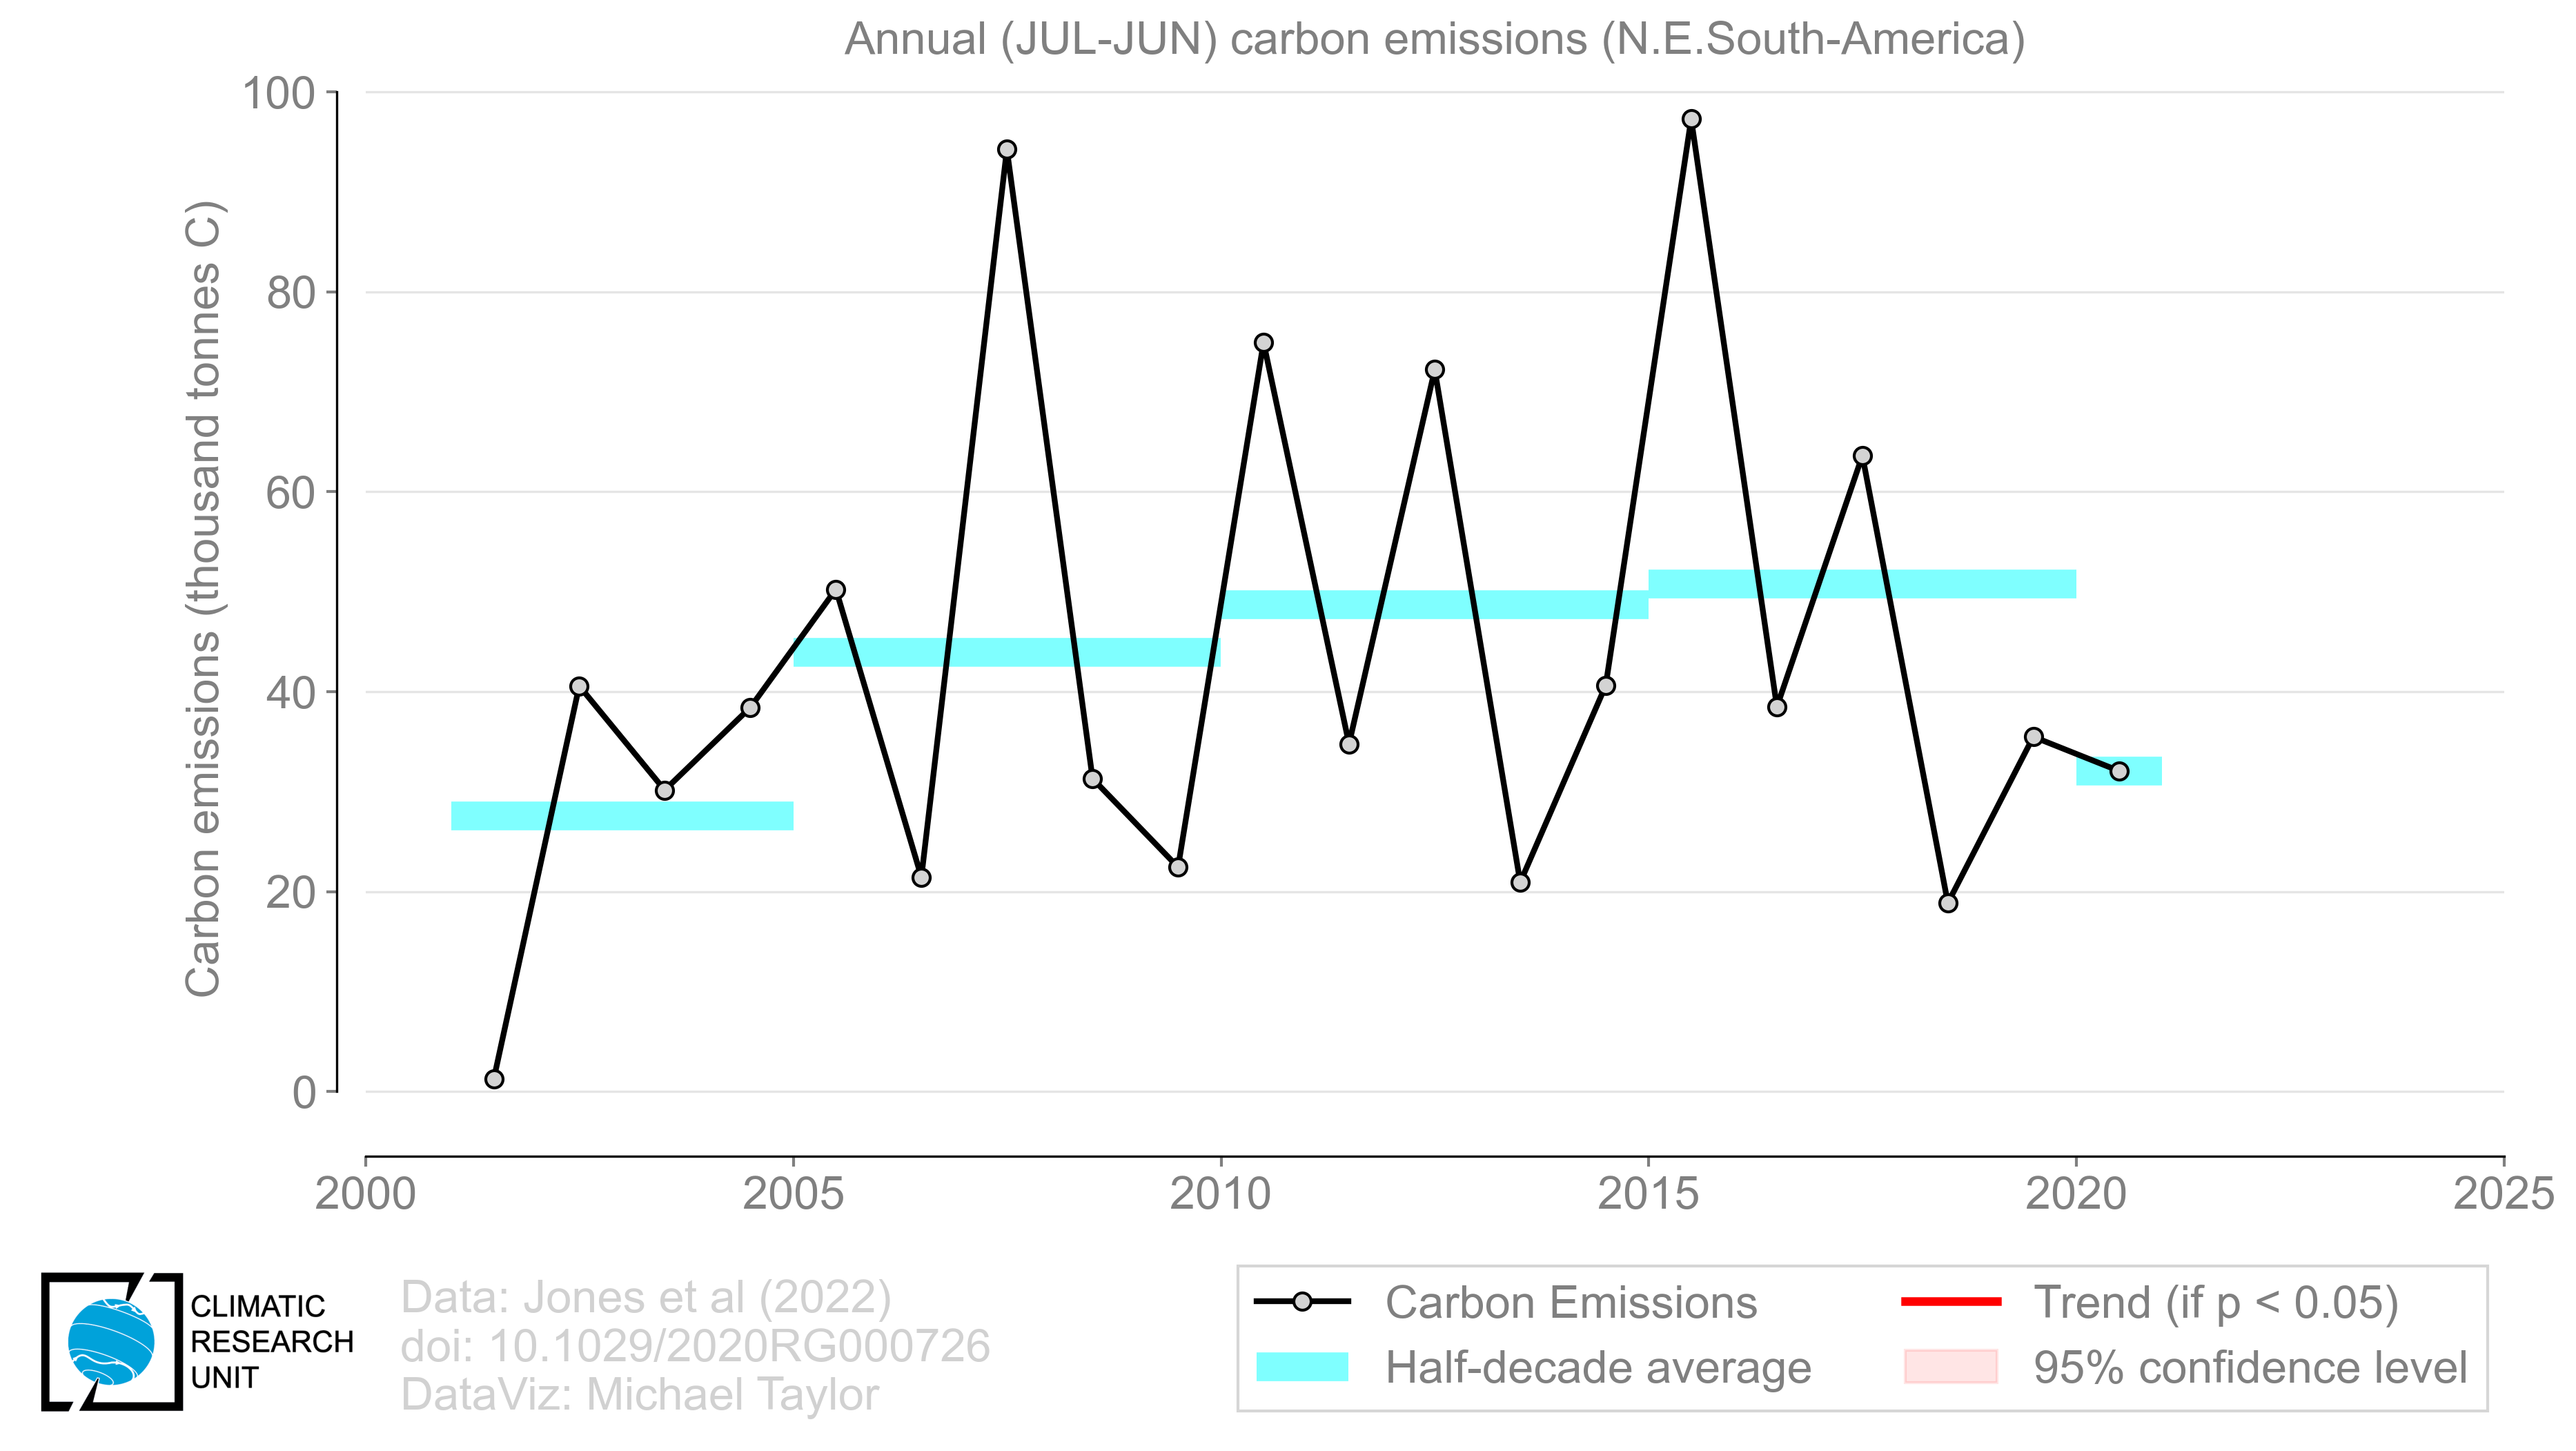 Annual (JUL-JUN) carbon emissions (N.E.South-America)
Carbon emissions (thousand tonnes C)
100
80
60
40
20
0
2000 2005 2010 2015 2020 2025
CLIMATIC
RESEARCH
UNIT
Data: Jones et al (2022)
doi: 10.1029/2020RG000726
DataViz: Michael Taylor
Carbon Emissions
Half-decade average
Trend (if p < 0.05)
95% confidence level